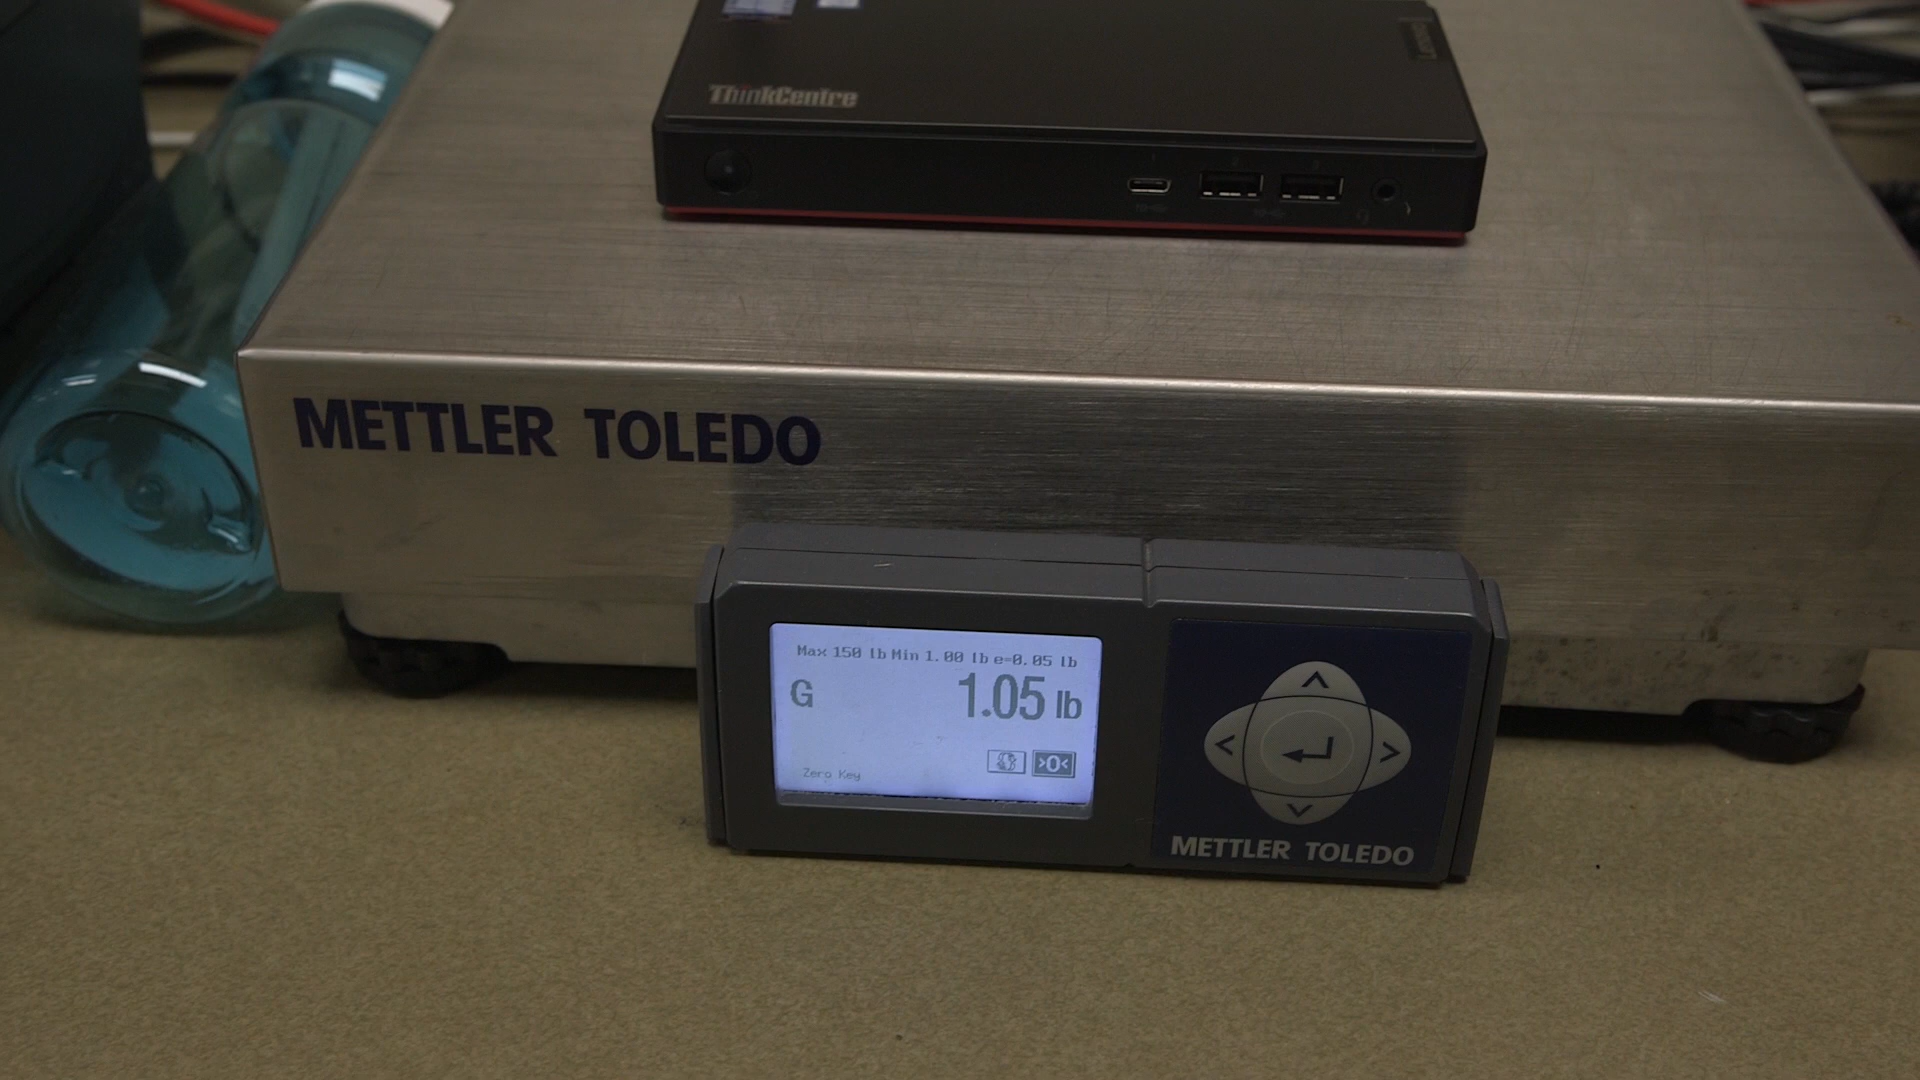 ThinkCentre
Lenovo
METTLER TOLEDO
Max 150 lb Min 1.00 lb e=0.05 lb
G 1.05 lb
>0<
Zero Key
METTLER TOLEDO